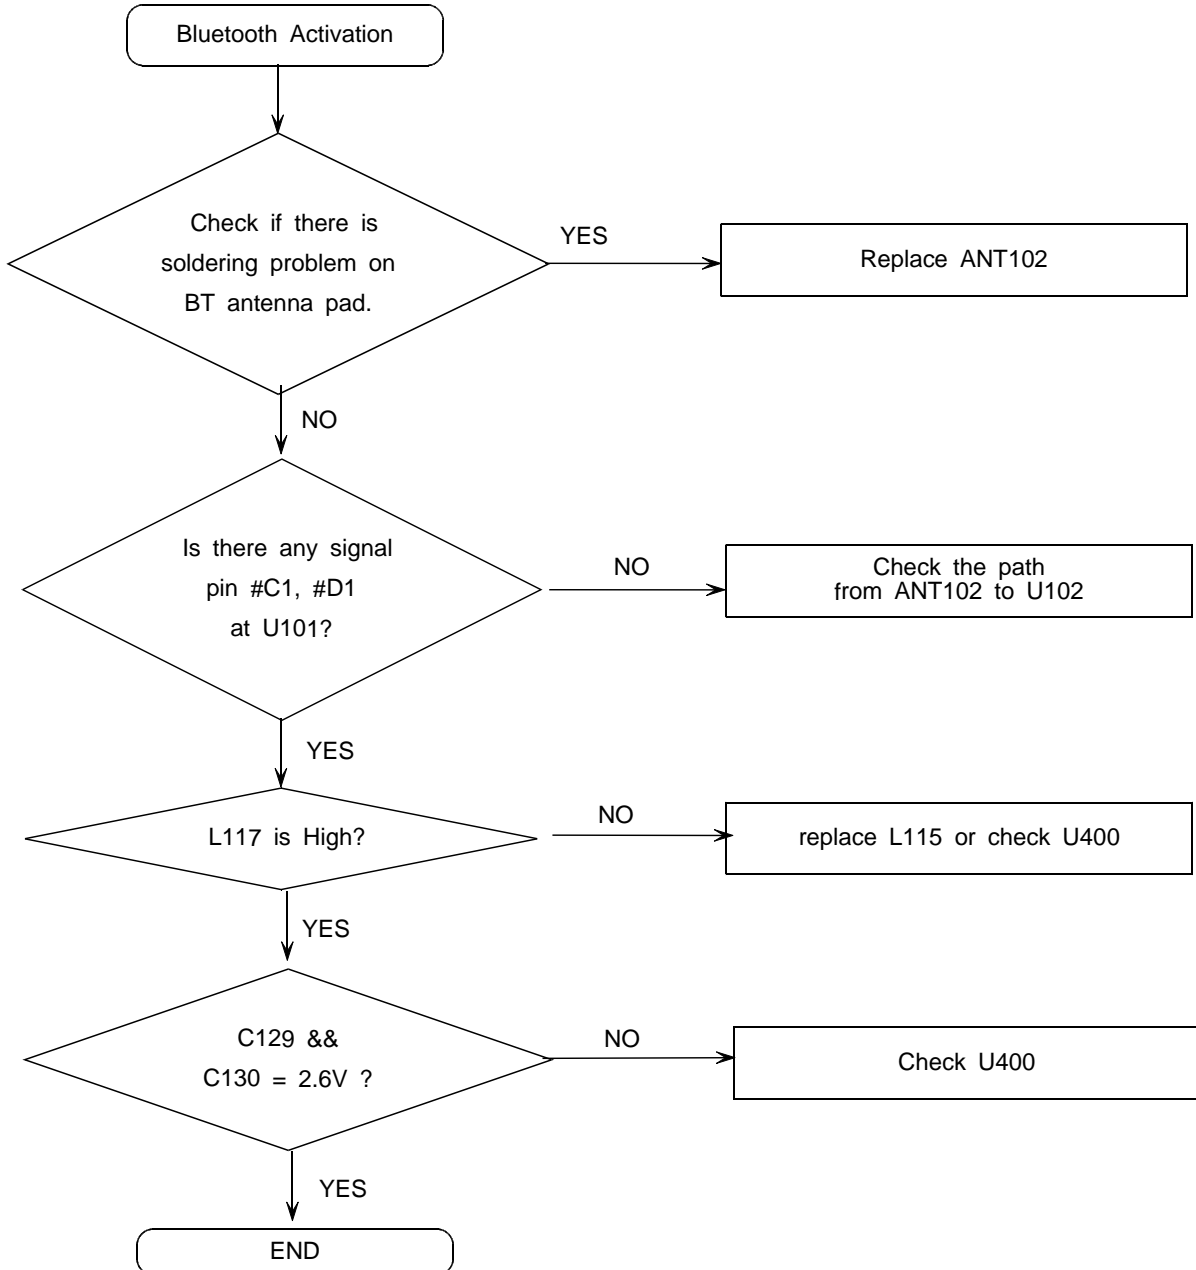 Bluetooth Activation
Check if there is
soldering problem on
BT antenna pad.
YES
Replace ANT102
NO
Is there any signal
pin #C1, #D1
at U101?
NO
Check the path
from ANT102 to U102
YES
L117 is High?
NO
replace L115 or check U400
YES
C129 &&
C130 = 2.6V ?
NO
Check U400
YES
END